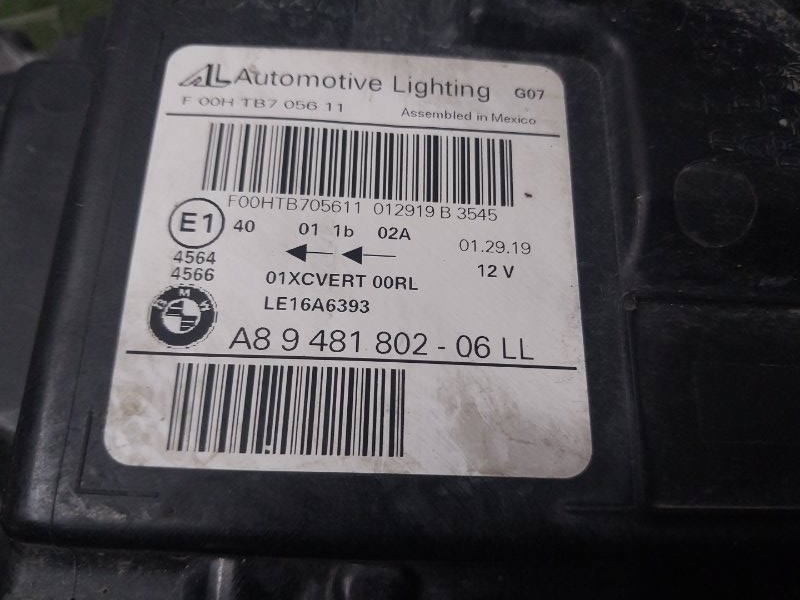 AL Automotive Lighting G07
F 00H TB7 056 11 Assembled in Mexico
F00HTB705611 012919 B 3545
E1 40 01 1b 02A 01.29.19
4564
4566 12 V
01XCVERT 00RL
LE16A6393
BMW
A8 9 481 802 - 06 LL